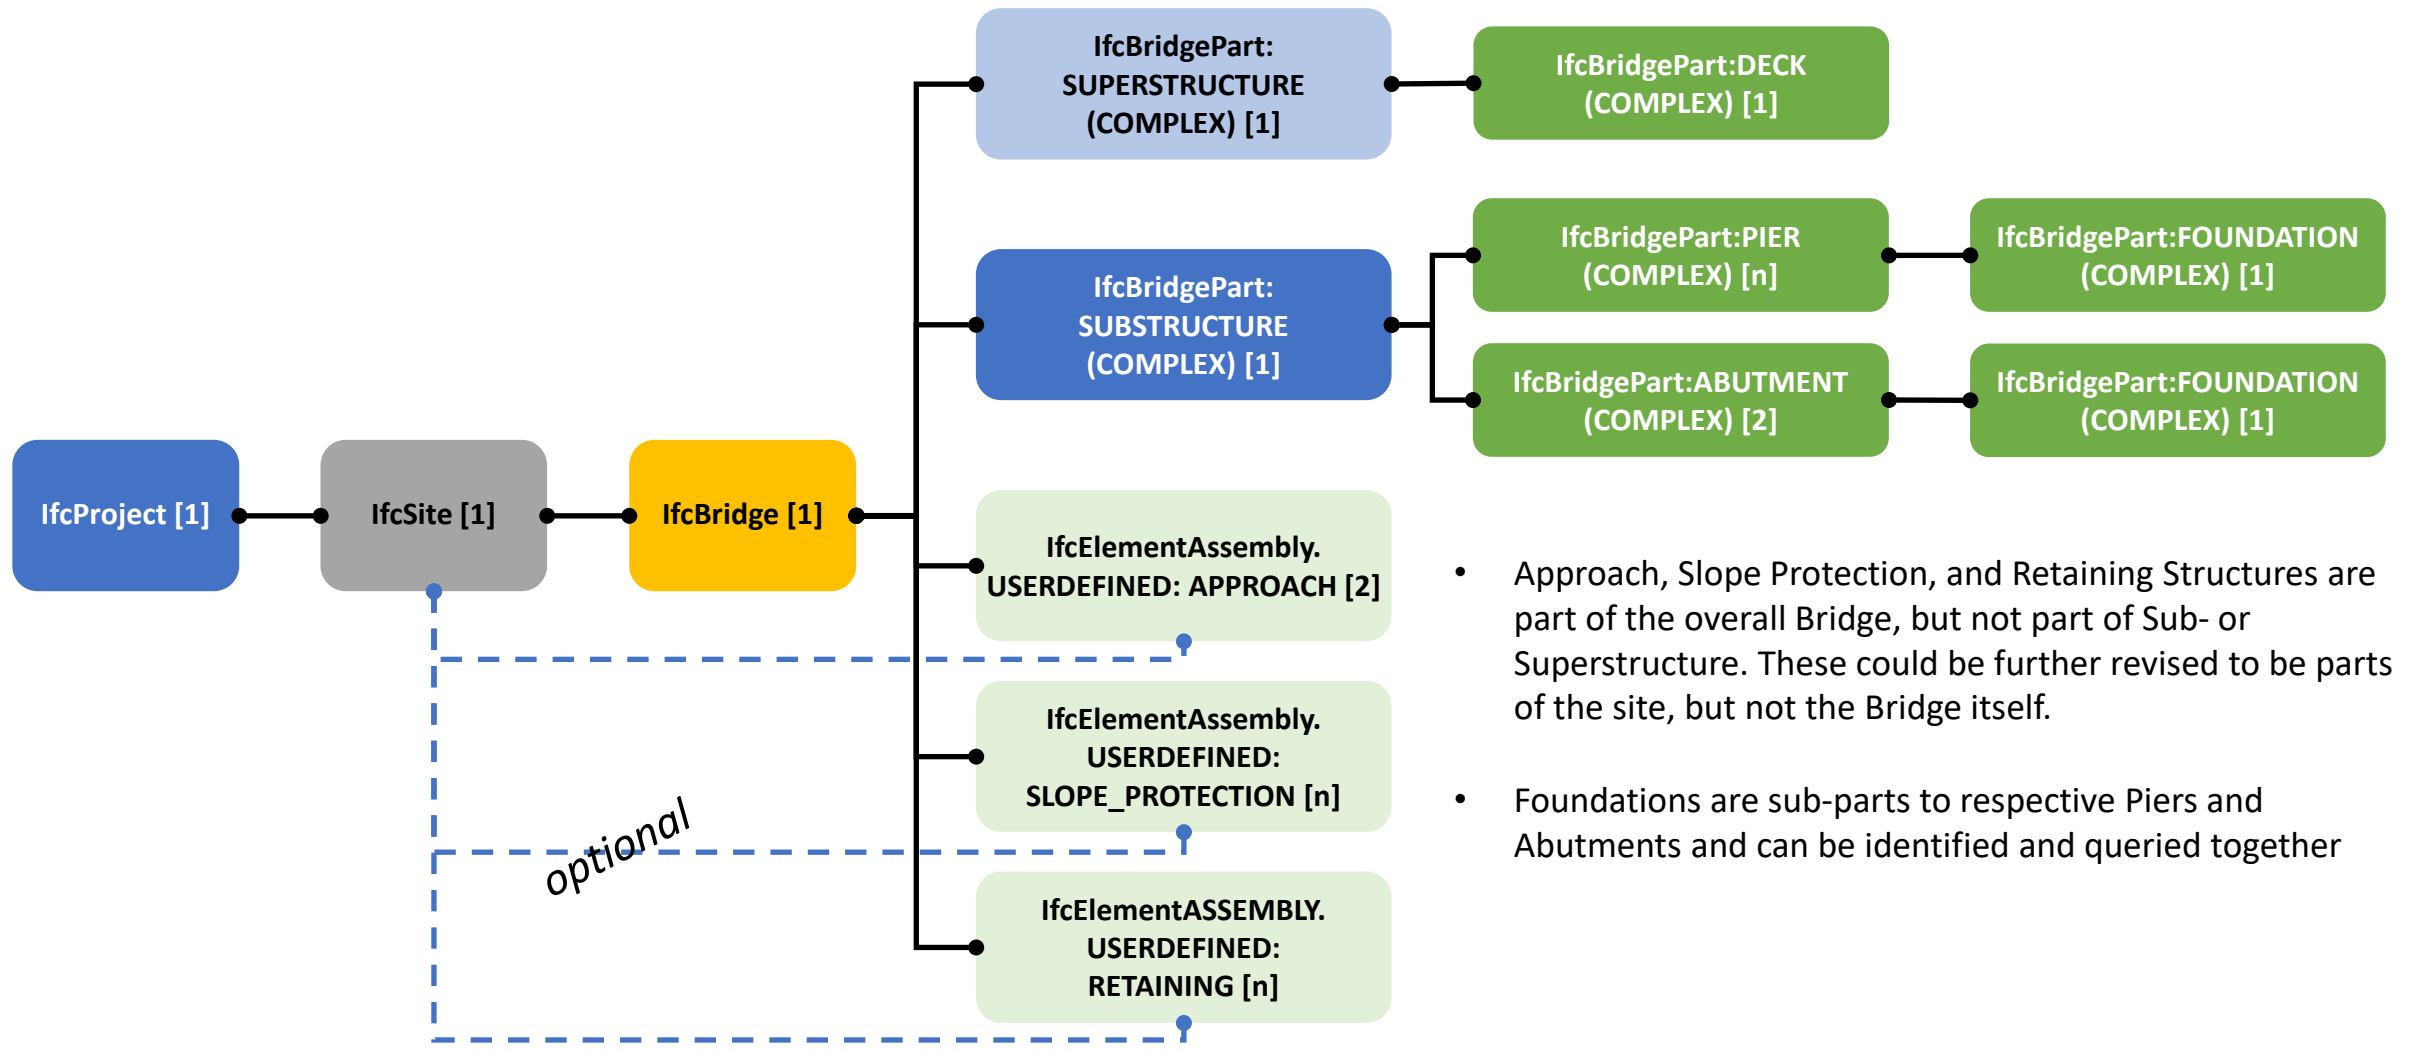 IfcBridgePart:
SUPERSTRUCTURE
(COMPLEX) [1]
IfcBridgePart:DECK
(COMPLEX) [1]
IfcBridgePart:
SUBSTRUCTURE
(COMPLEX) [1]
IfcBridgePart:PIER
(COMPLEX) [n]
IfcBridgePart:FOUNDATION
(COMPLEX) [1]
IfcBridgePart:ABUTMENT
(COMPLEX) [2]
IfcBridgePart:FOUNDATION
(COMPLEX) [1]
IfcProject [1]
IfcSite [1]
IfcBridge [1]
IfcElementAssembly.
USERDEFINED: APPROACH [2]
IfcElementAssembly.
USERDEFINED:
SLOPE_PROTECTION [n]
IfcElementASSEMBLY.
USERDEFINED:
RETAINING [n]
optional
• Approach, Slope Protection, and Retaining Structures are
part of the overall Bridge, but not part of Sub- or
Superstructure. These could be further revised to be parts
of the site, but not the Bridge itself.
• Foundations are sub-parts to respective Piers and
Abutments and can be identified and queried together